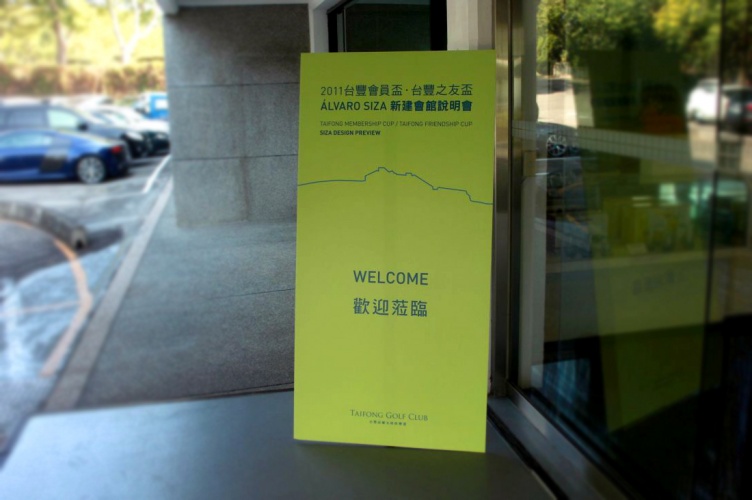 2011台豐會員盃·台豐之友盃
ÁLVARO SIZA 新建會館說明會
TAIFONG MEMBERSHIP CUP / TAIFONG FRIENDSHIP CUP
SIZA DESIGN PREVIEW
WELCOME
歡迎蒞臨
TAIFONG GOLF CLUB